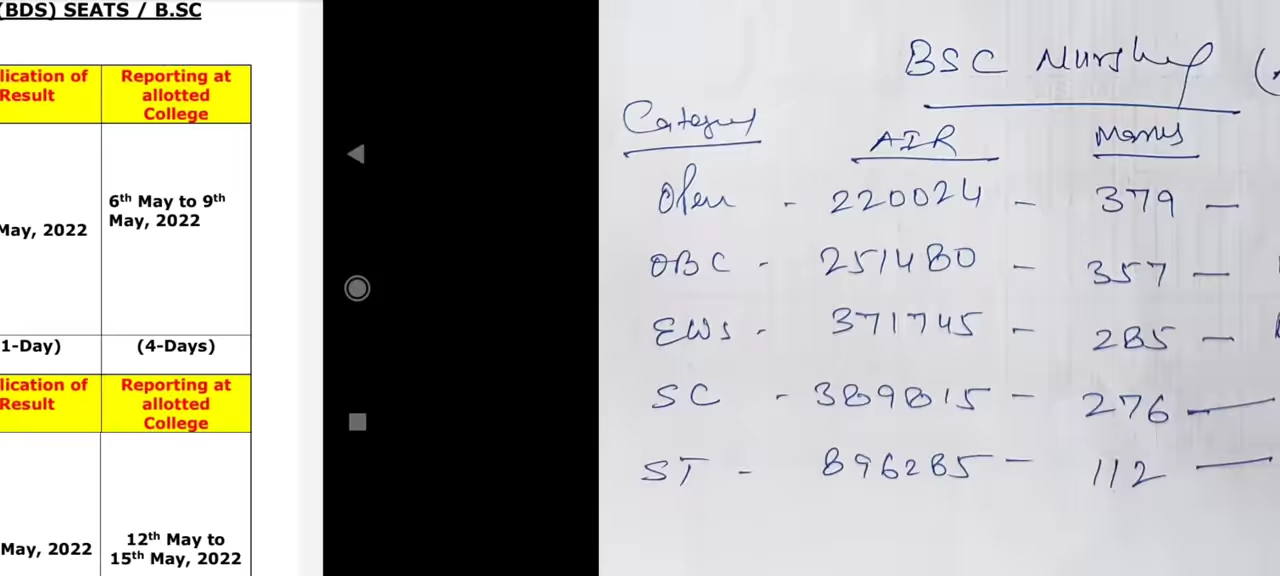 (BDS) SEATS / B.SC
lication of
Result
Reporting at
allotted
College
May, 2022
6th May to 9th
May, 2022
1-Day)
(4-Days)
lication of
Result
Reporting at
allotted
College
May, 2022
12th May to
15th May, 2022
BSC Nursing
Category AIR Marks
Open - 220024 - 379 -
OBC - 251480 - 357 -
EWS - 371745 - 285 -
SC - 389815 - 276 -
ST - 896285 - 112 -